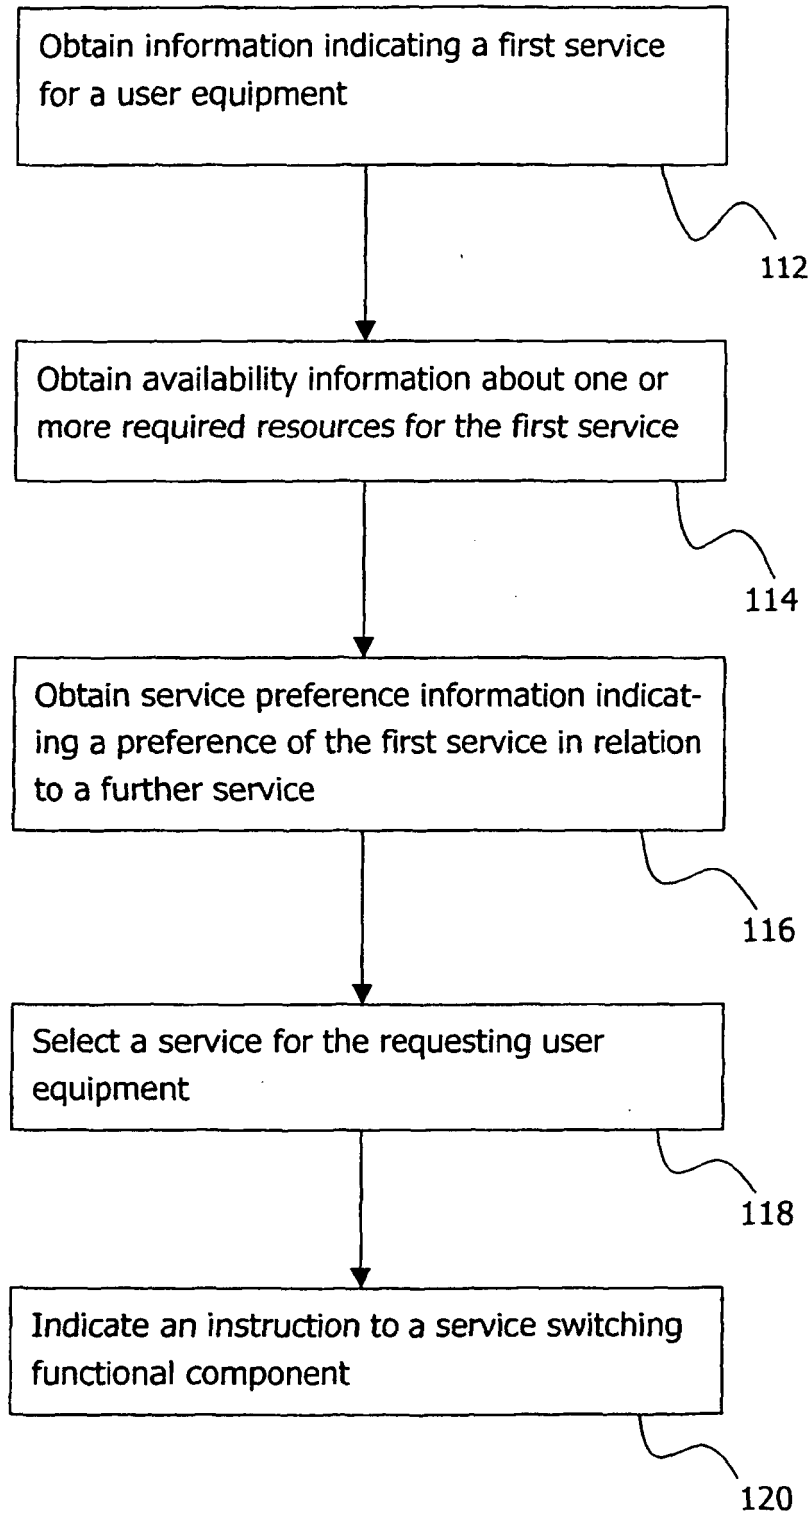 Obtain information indicating a first service
for a user equipment
112
Obtain availability information about one or
more required resources for the first service
114
Obtain service preference information indicat-
ing a preference of the first service in relation
to a further service
116
Select a service for the requesting user
equipment
118
Indicate an instruction to a service switching
functional component
120